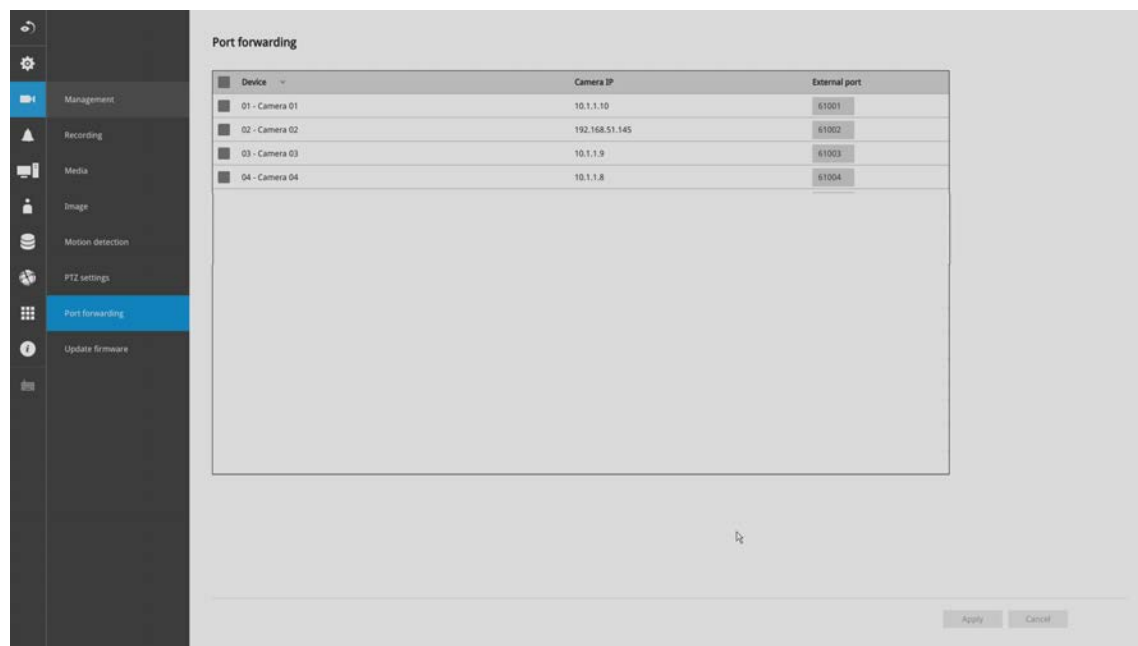 Port forwarding
Device Camera IP External port
01 - Camera 01 10.1.1.10 61001
02 - Camera 02 192.168.51.145 61002
03 - Camera 03 10.1.1.9 61003
04 - Camera 04 10.1.1.8 61004
Management
Recording
Media
Image
Motion detection
PTZ settings
Port forwarding
Update firmware
Apply Cancel